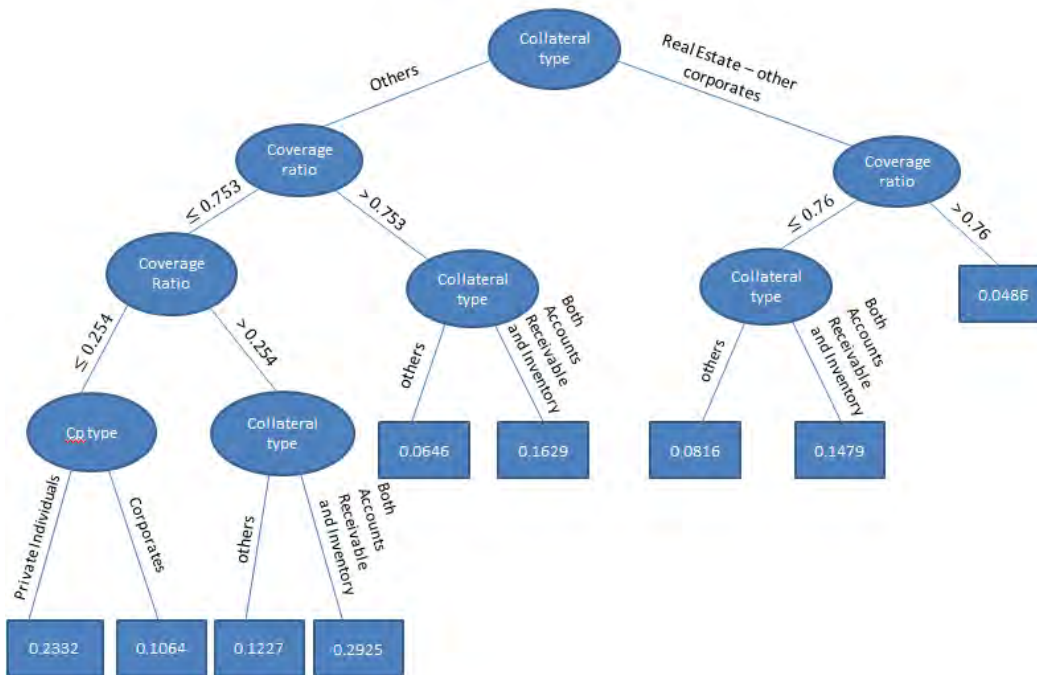 Collateral
type
Others
Real Estate – other
corporates
Coverage
ratio
Coverage
ratio
≤ 0.753
> 0.753
≤ 0.76
> 0.76
Coverage
Ratio
Collateral
type
Collateral
type
0.0486
≤ 0.254
> 0.254
others
Both
Accounts
Receivable
and Inventory
others
Both
Accounts
Receivable
and Inventory
Cp type
Collateral
type
0.0646
0.1629
0.0816
0.1479
Private Individuals
Corporates
others
Both
Accounts
Receivable
and Inventory
0.2332
0.1064
0.1227
0.2925